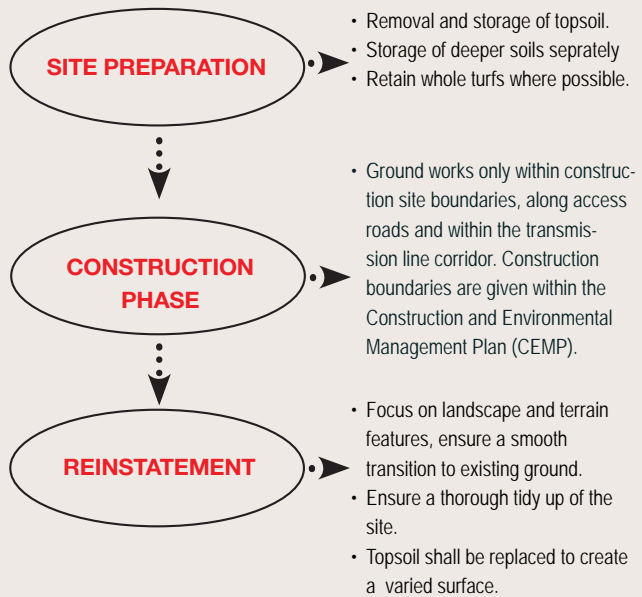 SITE PREPARATION
• Removal and storage of topsoil.
• Storage of deeper soils seprately
• Retain whole turfs where possible.
CONSTRUCTION
PHASE
• Ground works only within construc-
tion site boundaries, along access
roads and within the transmis-
sion line corridor. Construction
boundaries are given within the
Construction and Environmental
Management Plan (CEMP).
REINSTATEMENT
• Focus on landscape and terrain
features, ensure a smooth
transition to existing ground.
• Ensure a thorough tidy up of the
site.
• Topsoil shall be replaced to create
a varied surface.